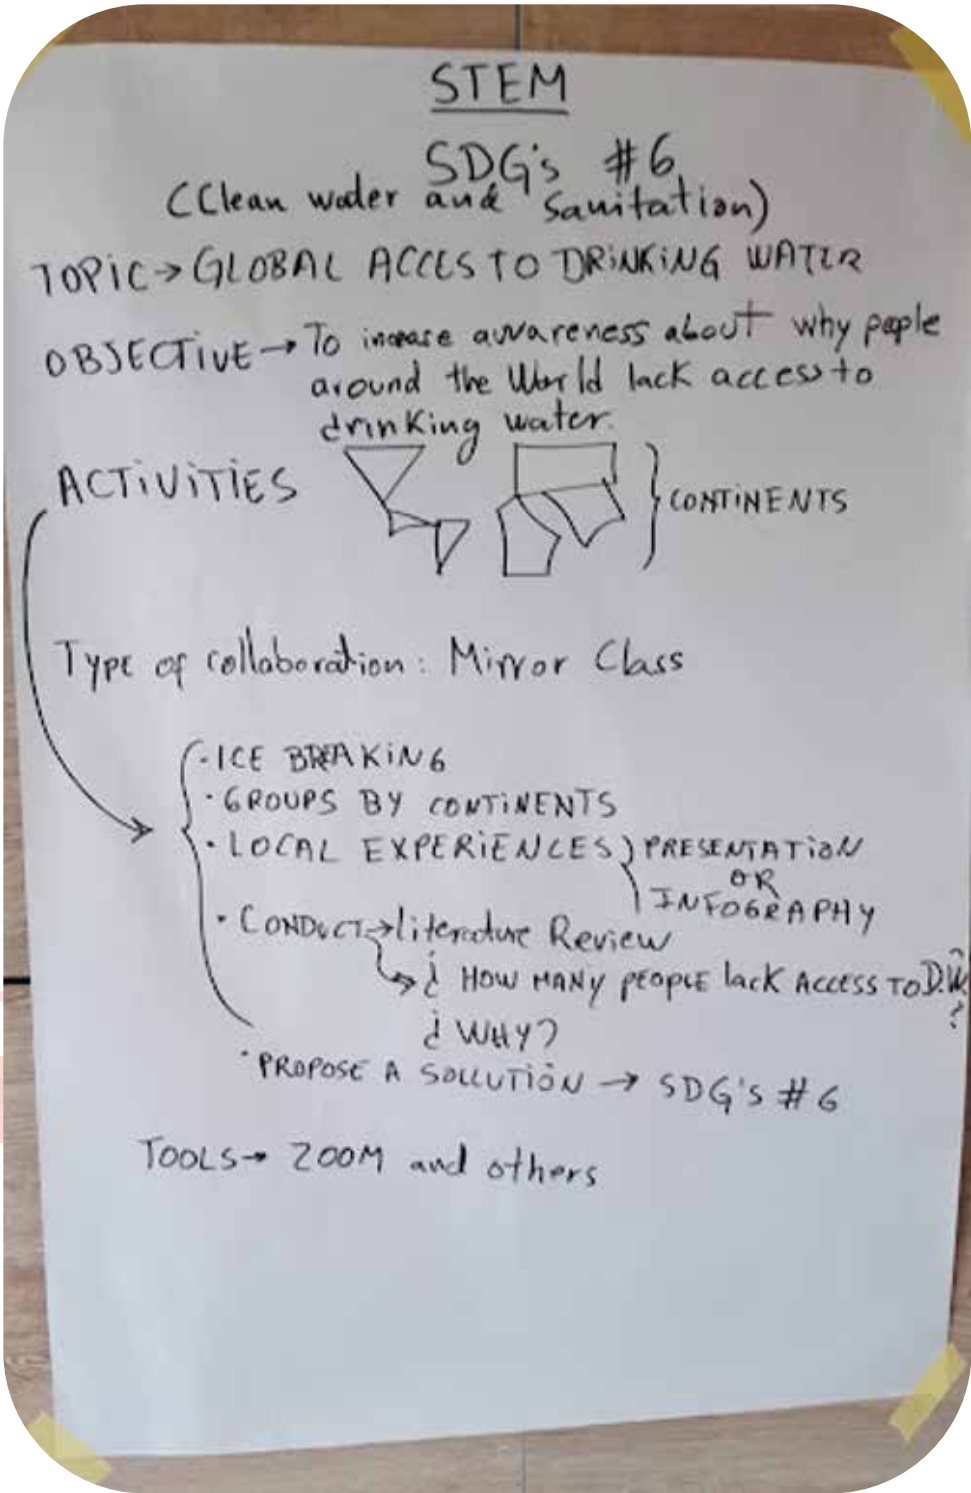 STEM
SDG's #6
(Clean water and Sanitation)
TOPIC → GLOBAL ACCES TO DRINKING WATER
OBJECTIVE → To increase awareness about why people
around the World lack access to
drinking water.
ACTIVITIES
CONTINENTS
Type of collaboration: Mirror Class
· ICE BREAKING
· GROUPS BY CONTINENTS
· LOCAL EXPERIENCES } PRESENTATION
OR
INFOGRAPHY
· CONDUCT → literature Review
→ ¿ HOW MANY PEOPLE lack ACCESS TO D.W.
?
¿ WHY?
· PROPOSE A SOLLUTION → SDG's #6
TOOLS → ZOOM and others